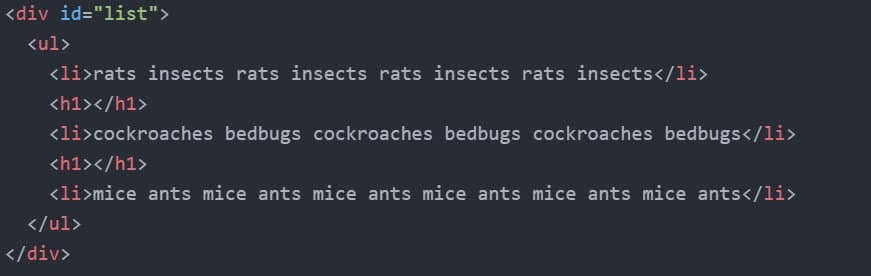 <div id="list">
<ul>
<li>rats insects rats insects rats insects rats insects</li>
<h1></h1>
<li>cockroaches bedbugs cockroaches bedbugs cockroaches bedbugs</li>
<h1></h1>
<li>mice ants mice ants mice ants mice ants mice ants mice ants</li>
</ul>
</div>